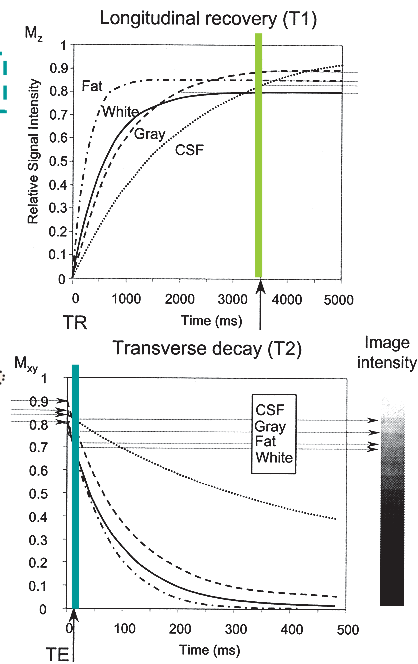 Longitudinal recovery (T1)
Mz
Relative Signal Intensity
1
0.9
0.8
0.7
0.6
0.5
0.4
0.3
0.2
0.1
0
Fat
White
Gray
CSF
0 1000 2000 3000 4000 5000
TR
Time (ms)
Transverse decay (T2)
Image
intensity
Mxy
1
0.9
0.8
0.7
0.6
0.5
0.4
0.3
0.2
0.1
0
CSF
Gray
Fat
White
0 100 200 300 400 500
TE
Time (ms)